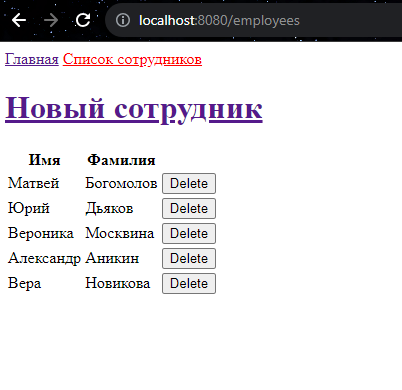 localhost:8080/employees
Главная Список сотрудников
Новый сотрудник
Имя Фамилия
Матвей Богомолов Delete
Юрий Дьяков Delete
Вероника Москвина Delete
Александр Аникин Delete
Вера Новикова Delete